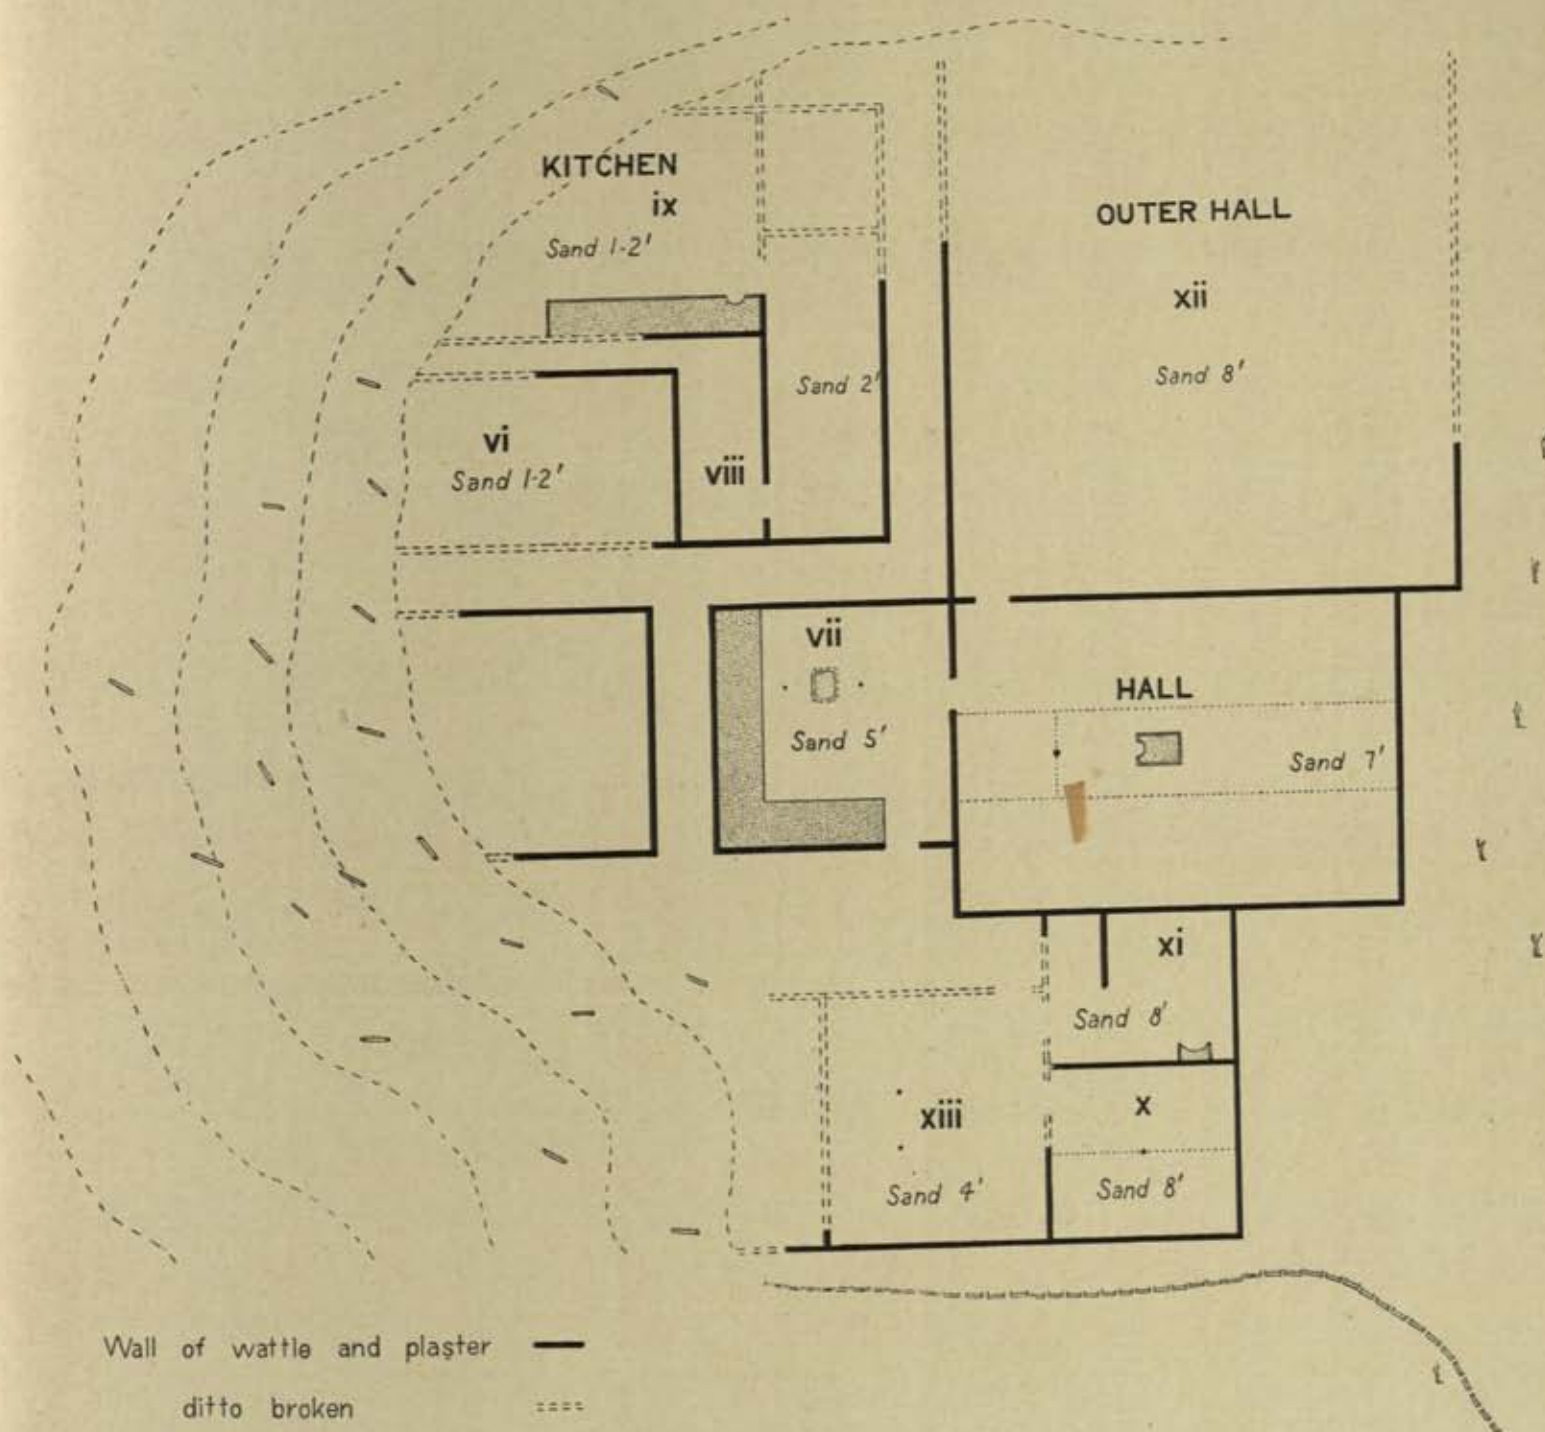 KITCHEN
ix
Sand 1-2'
OUTER HALL
xii
Sand 8'
Sand 2'
vi
Sand 1-2'
viii
vii
Sand 5'
HALL
Sand 7'
xi
Sand 8'
xiii
Sand 4'
x
Sand 8'
Wall of wattle and plaster
ditto broken